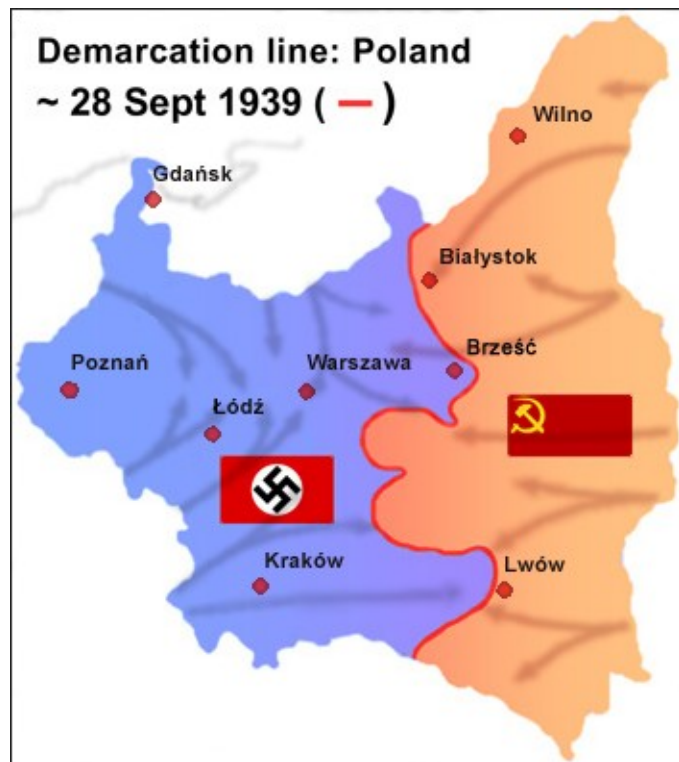 Demarcation line: Poland
~ 28 Sept 1939 ( — )
Wilno
Gdańsk
Białystok
Brześć
Poznań
Warszawa
Łódź
Kraków
Lwów